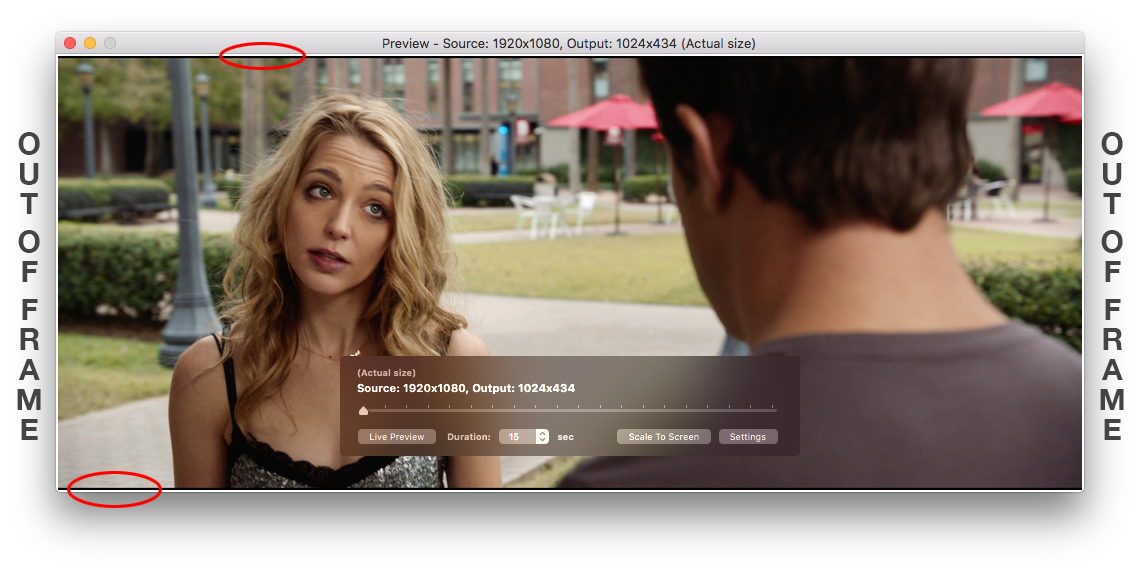 Preview - Source: 1920x1080, Output: 1024x434 (Actual size)
OUT OF FRAME
OUT OF FRAME
(Actual size)
Source: 1920x1080, Output: 1024x434
Live Preview Duration: 15 sec Scale To Screen Settings